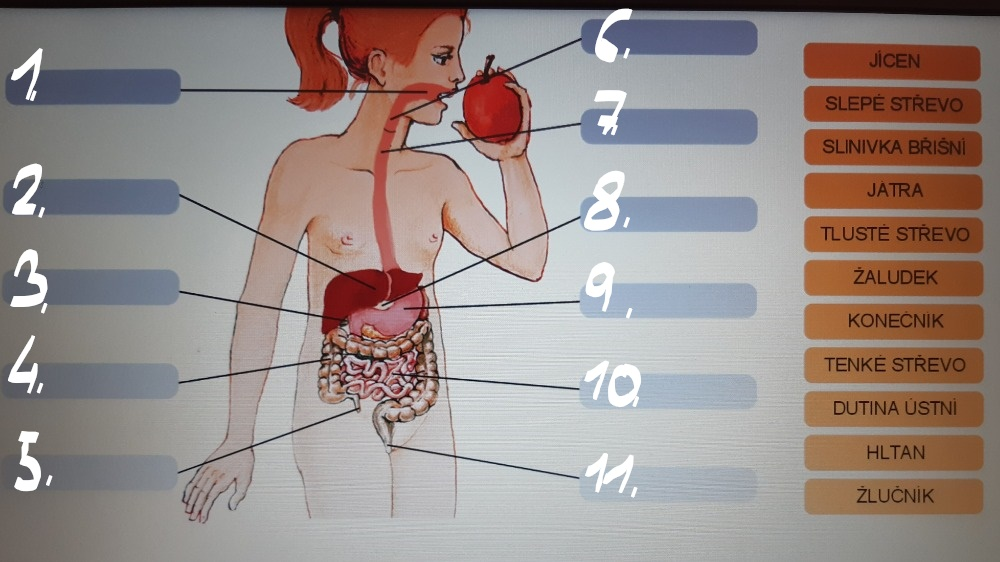 1,
2,
3,
4,
5,
6,
7,
8,
9,
10,
11,
JÍCEN
SLEPÉ STŘEVO
SLINIVKA BŘIŠNÍ
JÁTRA
TLUSTÉ STŘEVO
ŽALUDEK
KONEČNÍK
TENKÉ STŘEVO
DUTINA ÚSTNÍ
HLTAN
ŽLUČNÍK